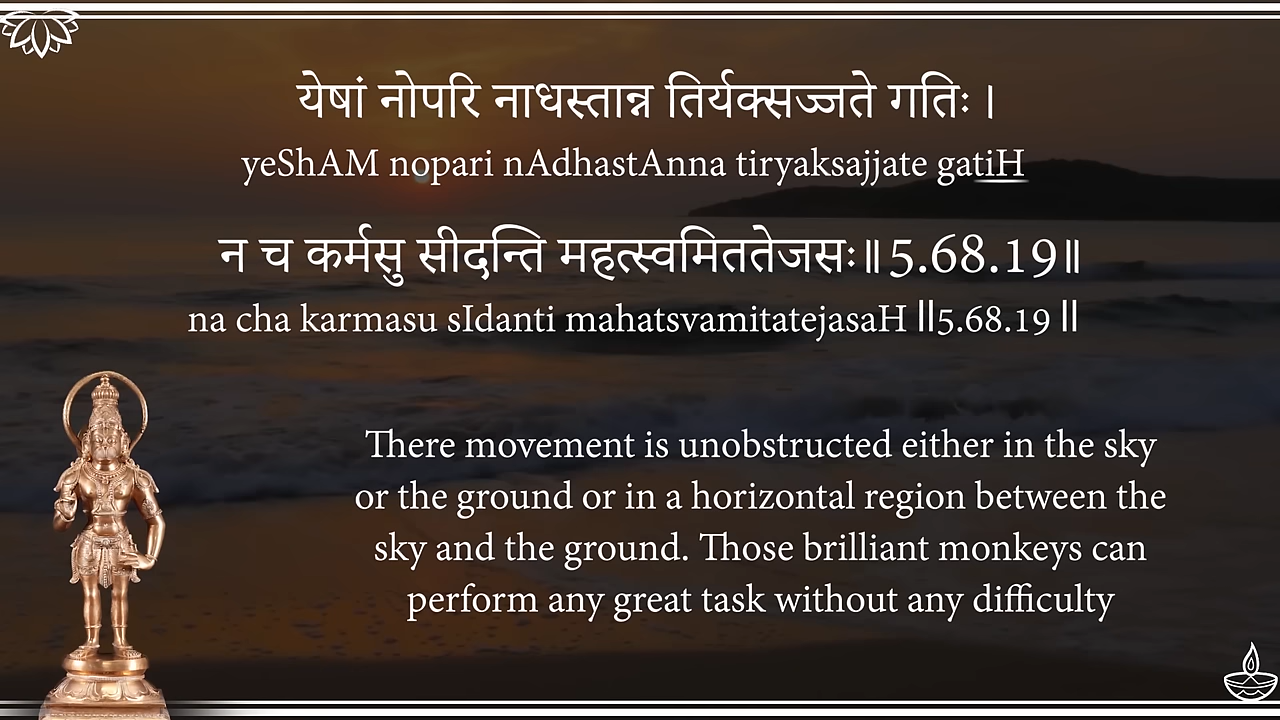 येषां नोपरि नाधस्तान्न तिर्यक्सज्जते गतिः ।
yeShAM nopari nAdhastAnna tiryaksajjate gatiH
न च कर्मसु सीदन्ति महत्स्वमिततेजसः॥5.68.19॥
na cha karmasu sIdanti mahatsvamitatejasaH ||5.68.19 ||
There movement is unobstructed either in the sky
or the ground or in a horizontal region between the
sky and the ground. Those brilliant monkeys can
perform any great task without any difficulty